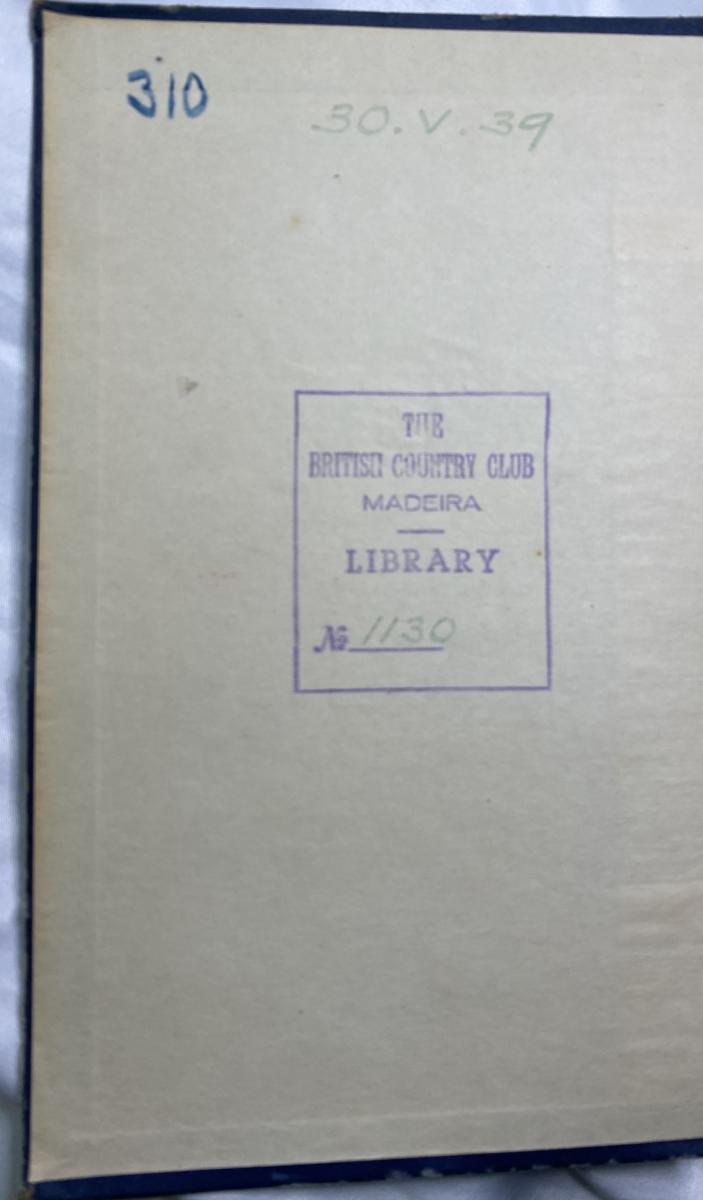 310
30.V.39
THE
BRITISH COUNTRY CLUB
MADEIRA
LIBRARY
№ 1130